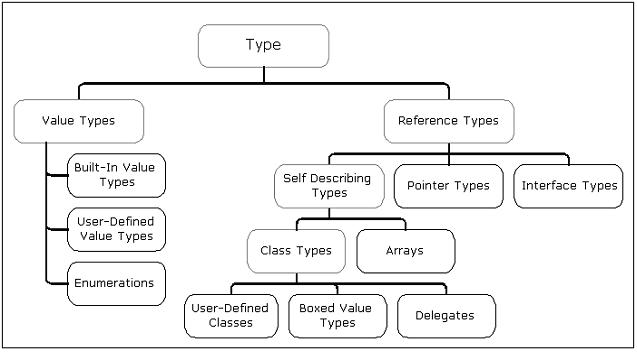 Type
Value Types
Reference Types
Built-In Value
Types
User-Defined
Value Types
Enumerations
Self Describing
Types
Pointer Types
Interface Types
Class Types
Arrays
User-Defined
Classes
Boxed Value
Types
Delegates